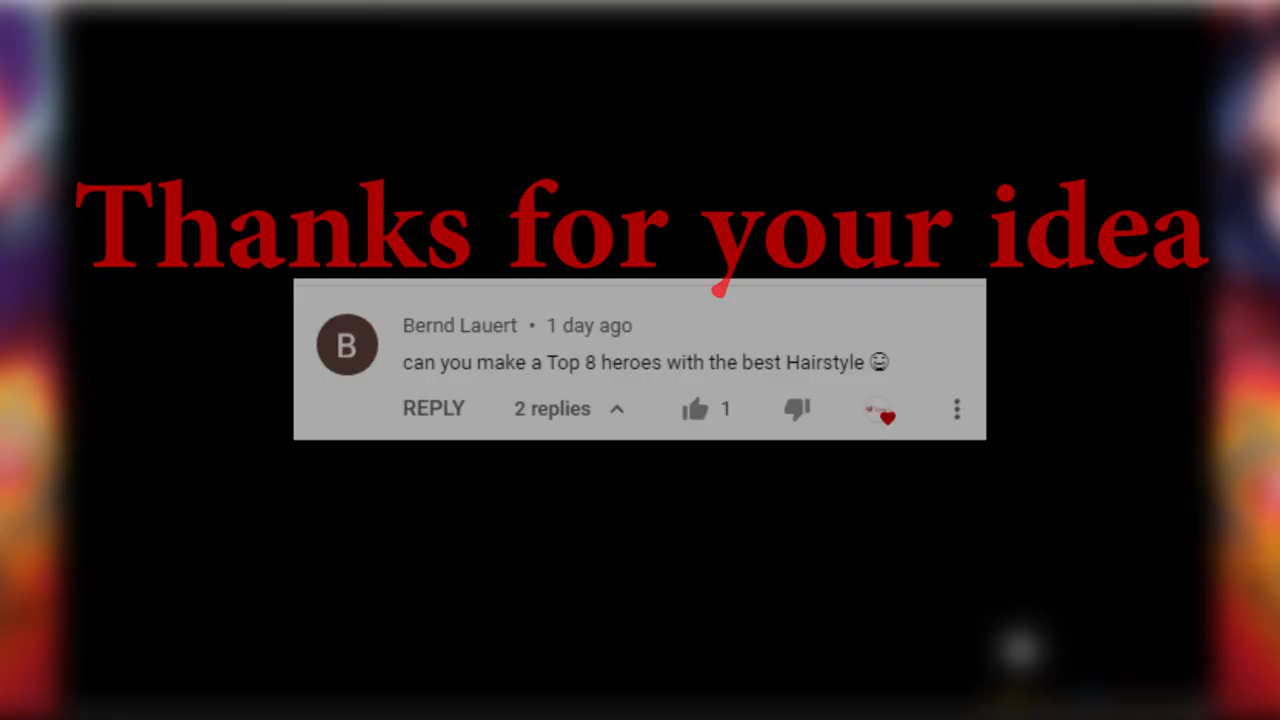 Thanks for your idea
B
Bernd Lauert • 1 day ago
can you make a Top 8 heroes with the best Hairstyle 😄
REPLY 2 replies 1